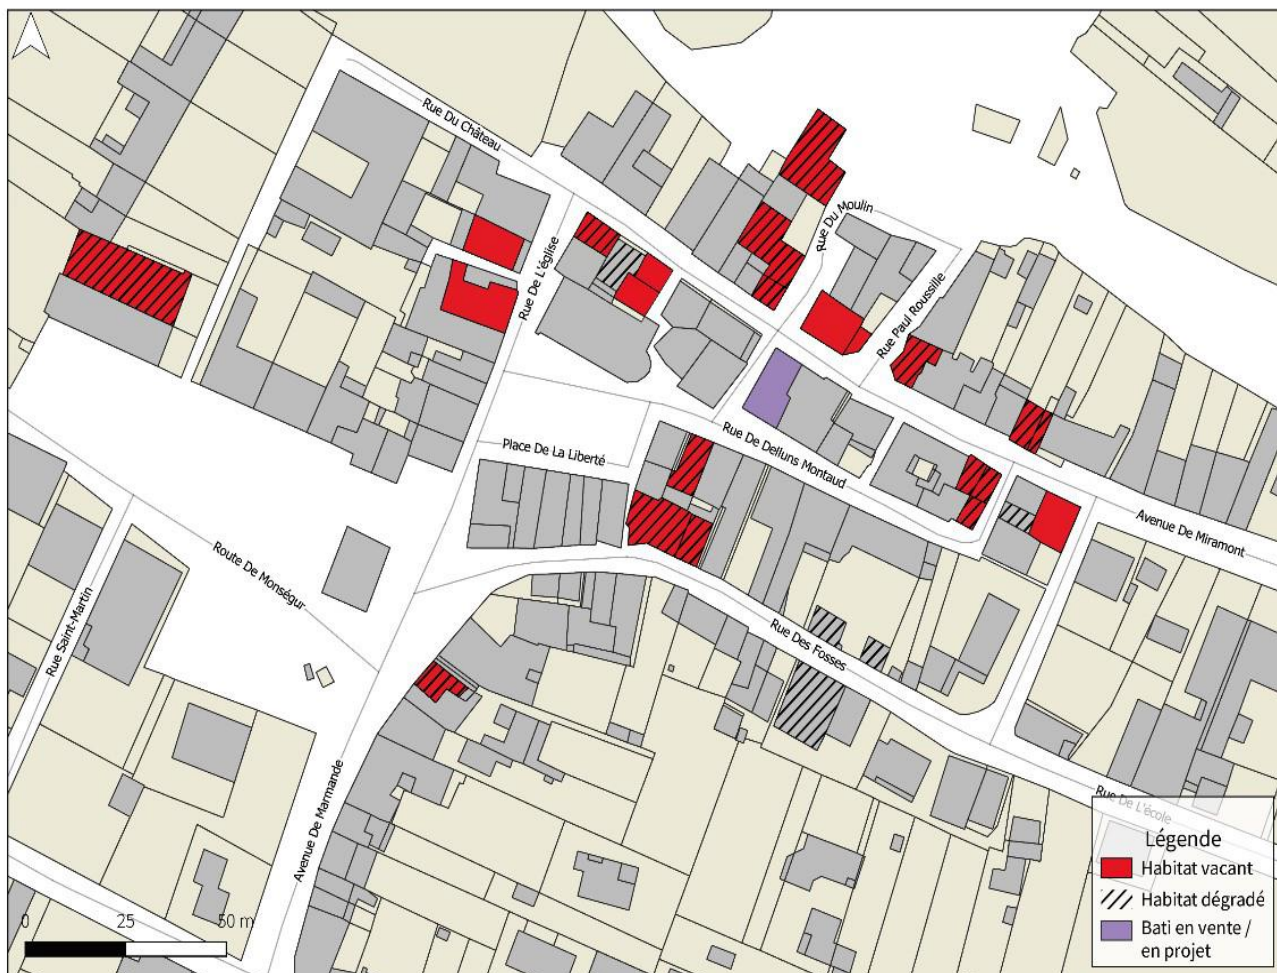 Rue Du Château
Rue Du Moulin
Rue De L'église
Rue Paul Roussille
Place De La Liberté
Rue De Delluns Montaud
Avenue De Miramont
Route De Monségur
Rue Saint-Martin
Rue Des Fosses
Avenue De Marmande
Rue De L'école
Légende
Habitat vacant
Habitat dégradé
Bati en vente /
en projet
0 25 50 m